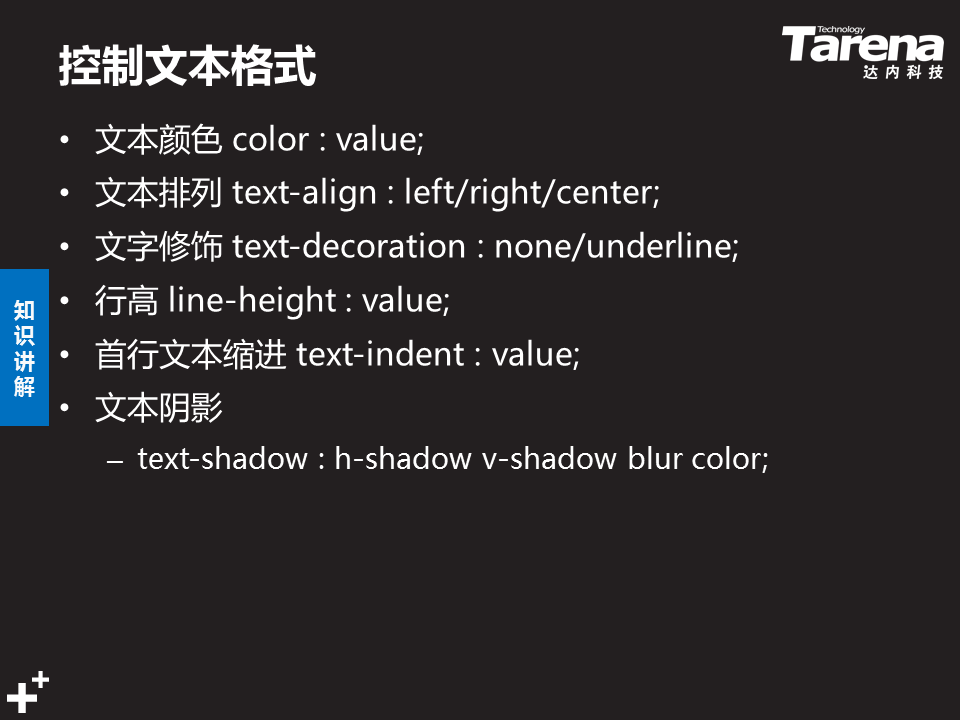 控制文本格式
Technology
Tarena
达内科技
• 文本颜色 color : value;
• 文本排列 text-align : left/right/center;
• 文字修饰 text-decoration : none/underline;
• 行高 line-height : value;
• 首行文本缩进 text-indent : value;
• 文本阴影
– text-shadow : h-shadow v-shadow blur color;
知识讲解